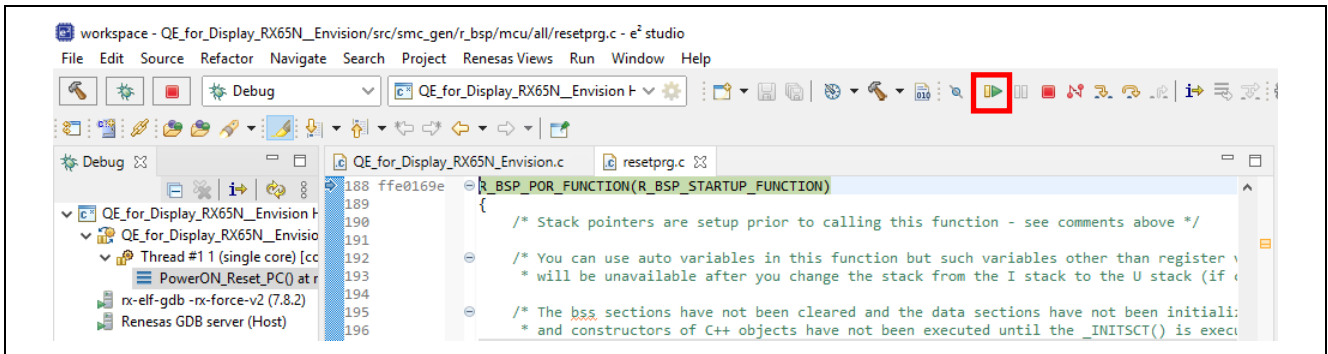 workspace - QE_for_Display_RX65N__Envision/src/smc_gen/r_bsp/mcu/all/resetprg.c - e² studio
File Edit Source Refactor Navigate Search Project Renesas Views Run Window Help
Debug QE_for_Display_RX65N__Envision H 010
Debug QE_for_Display_RX65N_Envision.c resetprg.c
188 ffe0169e R_BSP_POR_FUNCTION(R_BSP_STARTUP_FUNCTION)
QE_for_Display_RX65N__Envision H 189 {
190 /* Stack pointers are setup prior to calling this function - see comments above */
QE_for_Display_RX65N__Envisio 191
Thread #1 1 (single core) [cc 192 /* You can use auto variables in this function but such variables other than register
PowerON_Reset_PC() at r 193 * will be unavailable after you change the stack from the I stack to the U stack (if
rx-elf-gdb -rx-force-v2 (7.8.2) 194
195 /* The bss sections have not been cleared and the data sections have not been initiali
Renesas GDB server (Host) 196 * and constructors of C++ objects have not been executed until the _INITSCT() is execu